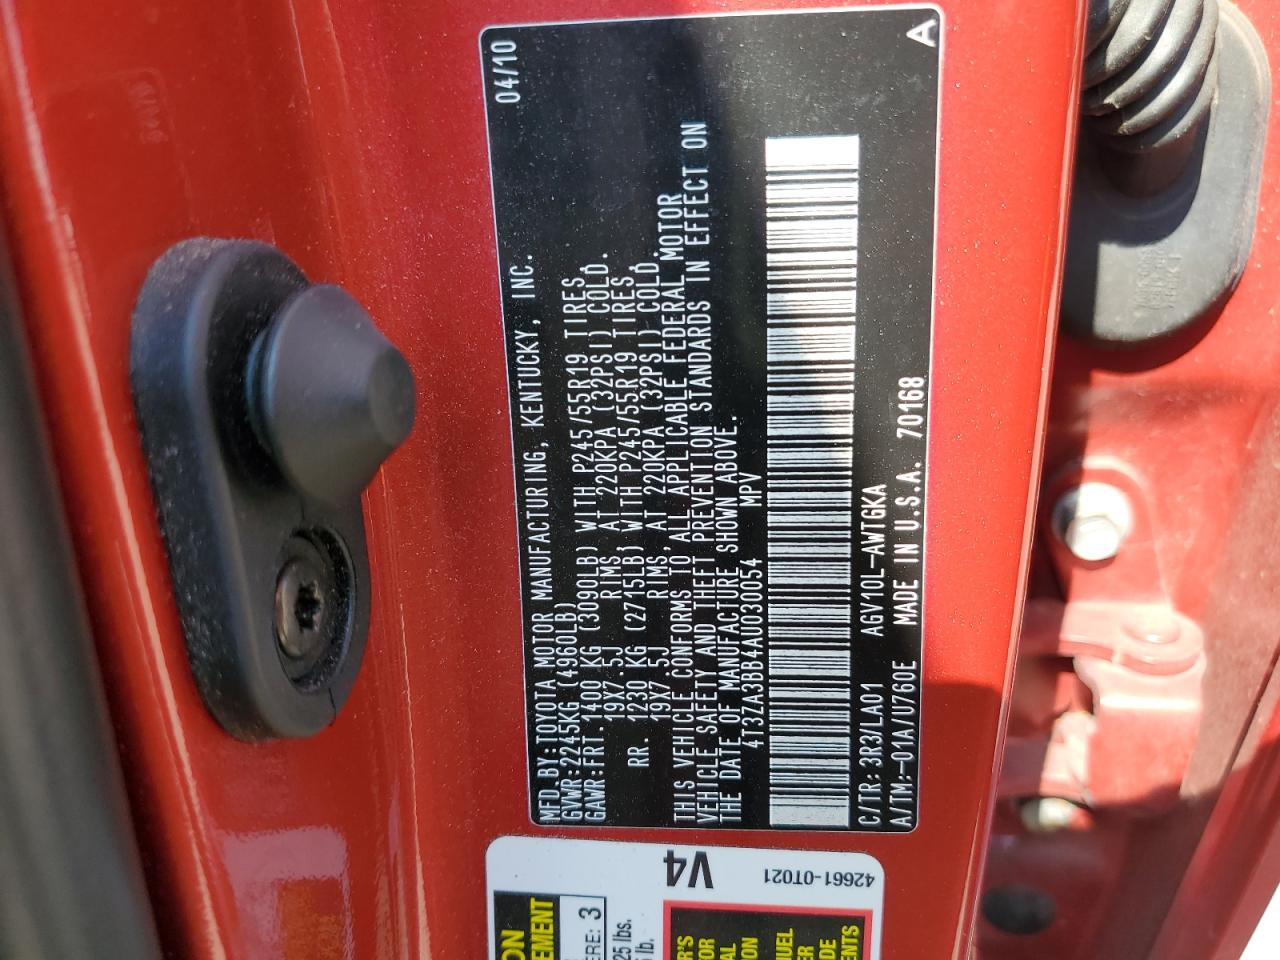 MFD.BY:TOYOTA MOTOR MANUFACTURING, KENTUCKY, INC. 04/10
GVWR:2245KG(4960LB)
GAWR:FRT. 1400 KG (3090LB) WITH P245/55R19 TIRES,
19X7.5J RIMS, AT 220KPA (32PSI) COLD.
RR. 1230 KG (2715LB) WITH P245/55R19 TIRES,
19X7.5J RIMS, AT 220KPA (32PSI) COLD.
THIS VEHICLE CONFORMS TO ALL APPLICABLE FEDERAL MOTOR
VEHICLE SAFETY AND THEFT PREVENTION STANDARDS IN EFFECT ON
THE DATE OF MANUFACTURE SHOWN ABOVE.
4T3ZA3BB4AU030054 MPV
C/TR:3R3/LA01 AGV10L-AWTGKA
A/TM:-01A/U760E MADE IN U.S.A. 70168 A
V4
42661-0T021
3